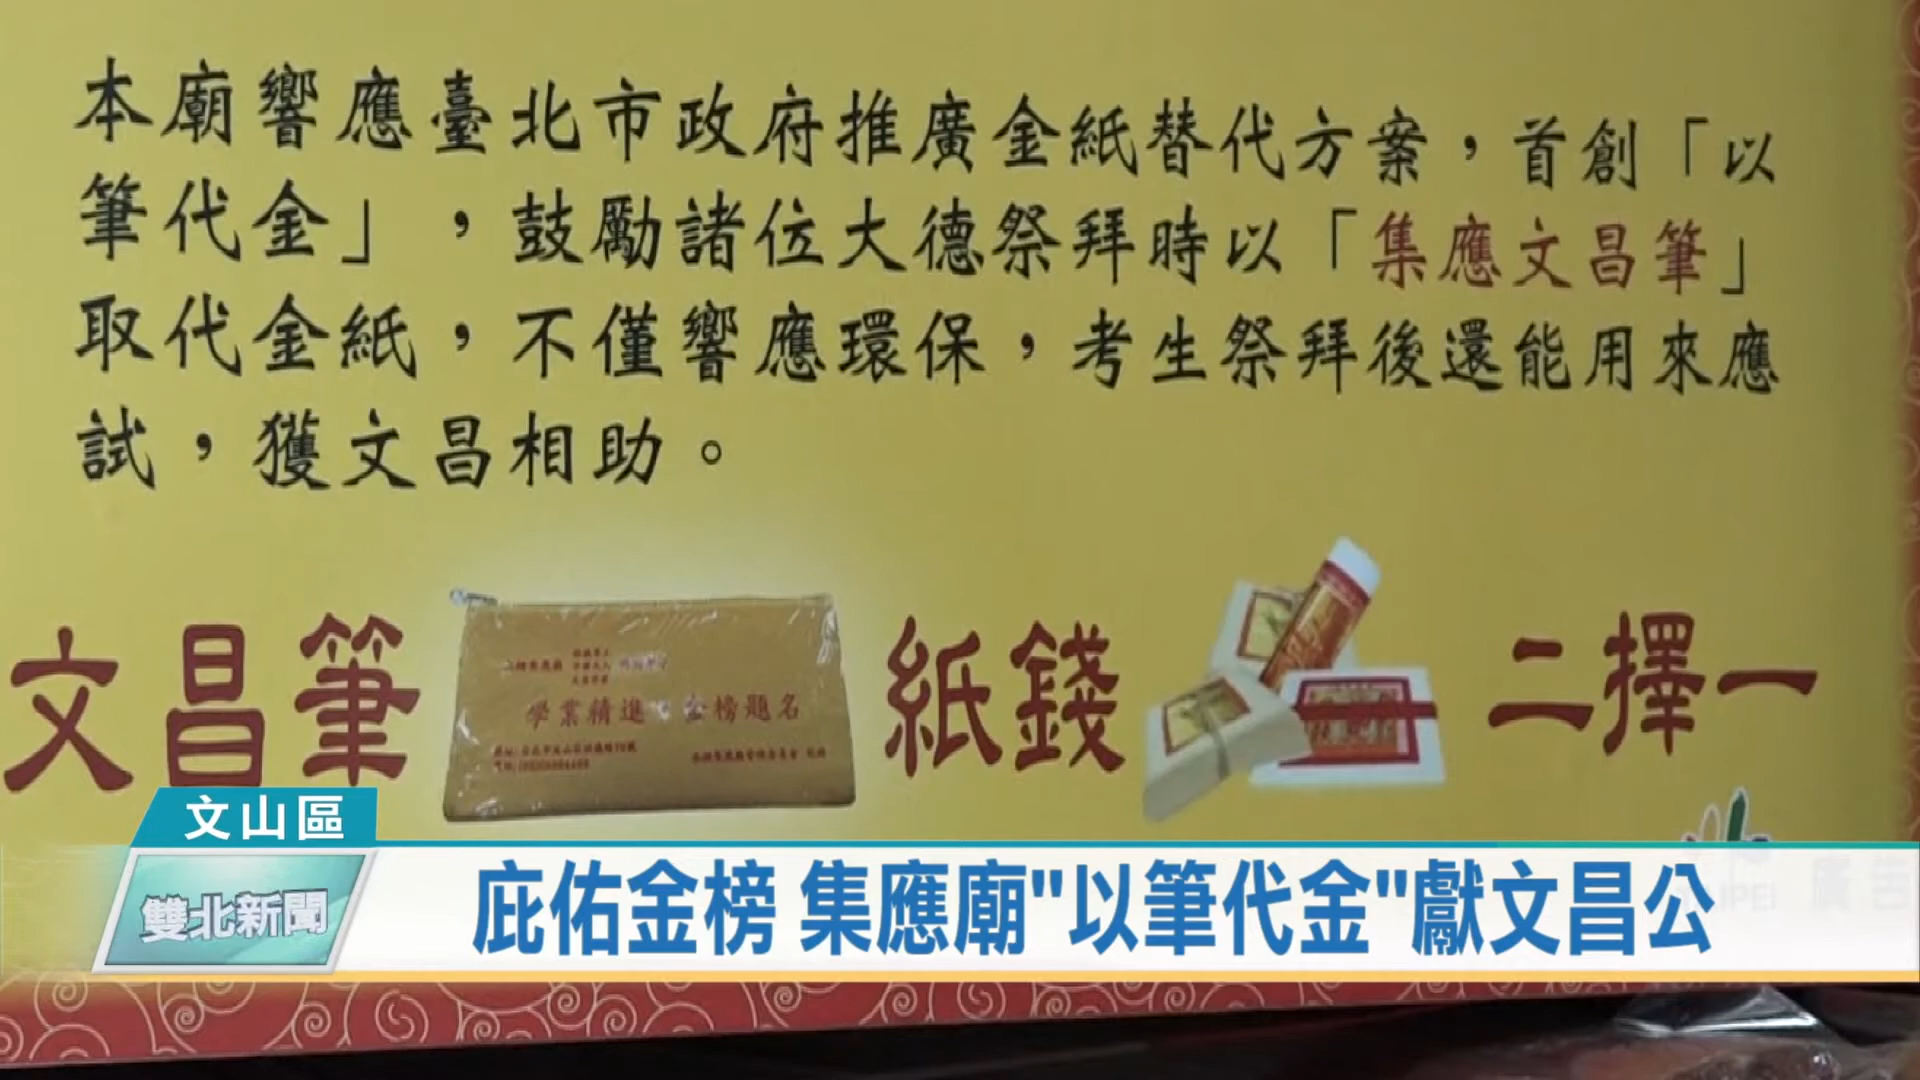 本廟響應臺北市政府推廣金紙替代方案，首創「以
筆代金」，鼓勵諸位大德祭拜時以「集應文昌筆」
取代金紙，不僅響應環保，考生祭拜後還能用來應
試，獲文昌相助。
文昌筆
學業精進 金榜題名
紙錢
二擇一
文山區
雙北新聞
庇佑金榜 集應廟"以筆代金"獻文昌公
TAIPEI 廣告